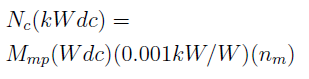 N_c(kWdc) =
M_{mp}(Wdc)(0.001kW/W)(n_m)